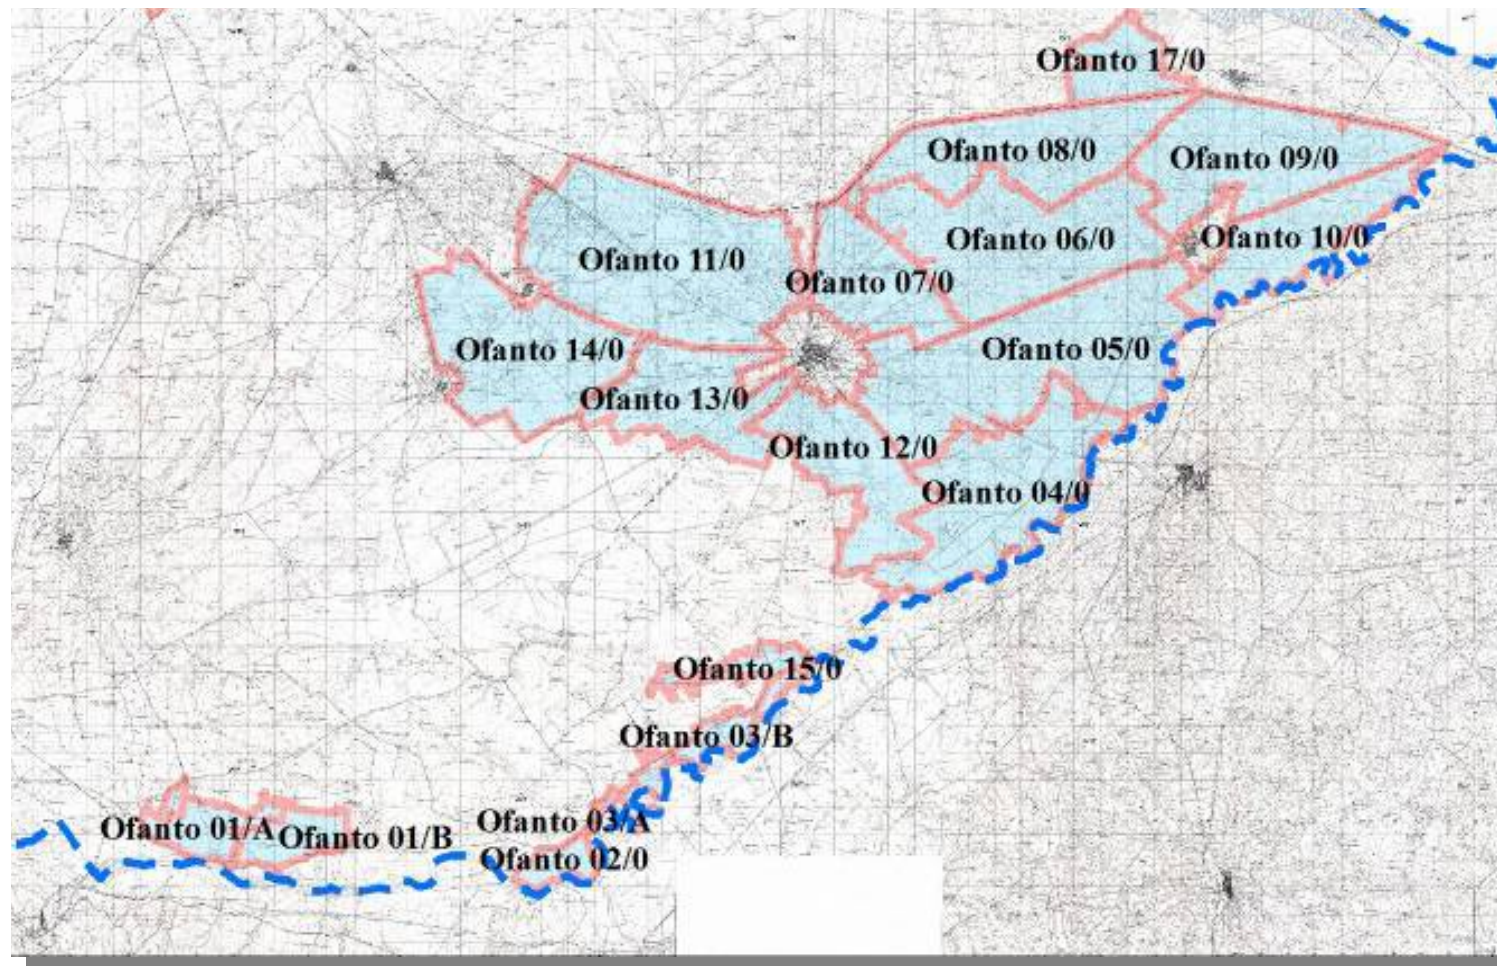 Ofanto 17/0
Ofanto 08/0
Ofanto 09/0
Ofanto 06/0
Ofanto 10/0
Ofanto 11/0
Ofanto 07/0
Ofanto 14/0
Ofanto 05/0
Ofanto 13/0
Ofanto 12/0
Ofanto 04/0
Ofanto 15/0
Ofanto 03/B
Ofanto 03/A
Ofanto 01/A
Ofanto 01/B
Ofanto 02/0